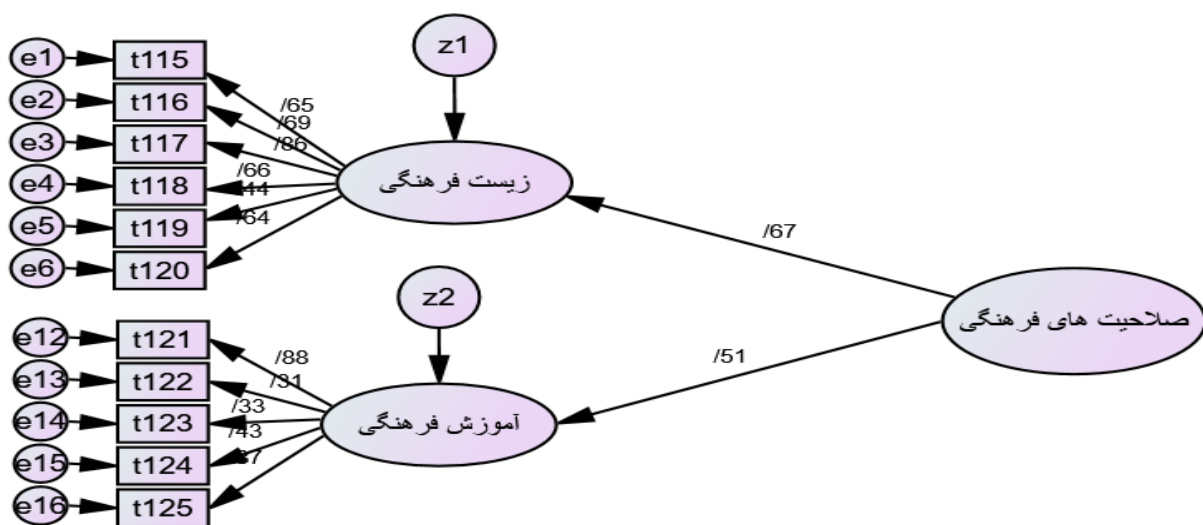 z1
e1 t115
e2 t116
e3 t117
e4 t118
e5 t119
e6 t120
/65
/69
/86
/66
/44
/64
زیست فرهنگی
/67
z2
صلاحیت های فرهنگی
e12 t121
e13 t122
e14 t123
e15 t124
e16 t125
/88
/31
/33
/43
آموزش فرهنگی
/51